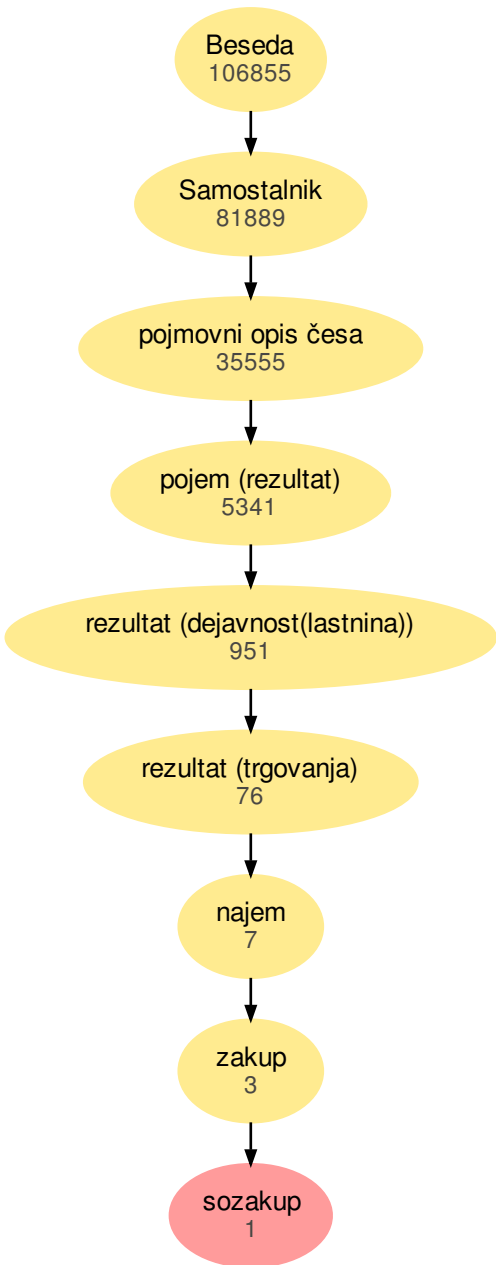 Beseda
106855
Samostalnik
81889
pojmovni opis česa
35555
pojem (rezultat)
5341
rezultat (dejavnost(lastnina))
951
rezultat (trgovanja)
76
najem
7
zakup
3
sozakup
1